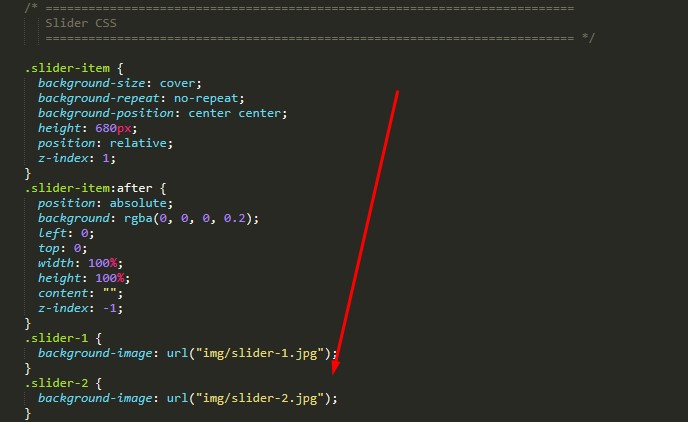 /* ==========================================================================
Slider CSS
========================================================================== */
.slider-item {
background-size: cover;
background-repeat: no-repeat;
background-position: center center;
height: 680px;
position: relative;
z-index: 1;
}
.slider-item:after {
position: absolute;
background: rgba(0, 0, 0, 0.2);
left: 0;
top: 0;
width: 100%;
height: 100%;
content: "";
z-index: -1;
}
.slider-1 {
background-image: url("img/slider-1.jpg");
}
.slider-2 {
background-image: url("img/slider-2.jpg");
}